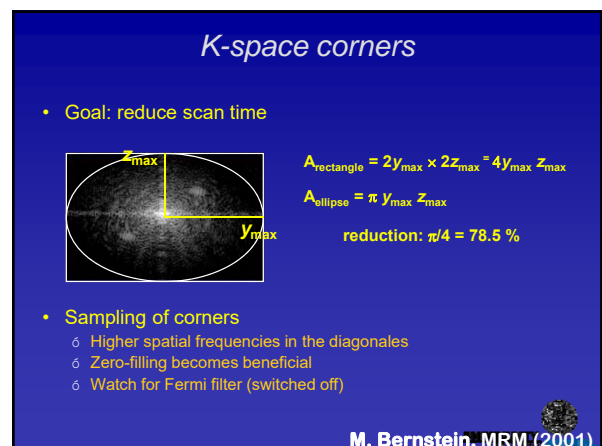 K-space corners
• Goal: reduce scan time
zmax
ymax
Arectangle = 2ymax × 2zmax = 4ymax zmax
Aellipse = π ymax zmax
reduction: π/4 = 78.5 %
• Sampling of corners
ó Higher spatial frequencies in the diagonales
ó Zero-filling becomes beneficial
ó Watch for Fermi filter (switched off)
M. Bernstein, MRM (2001)